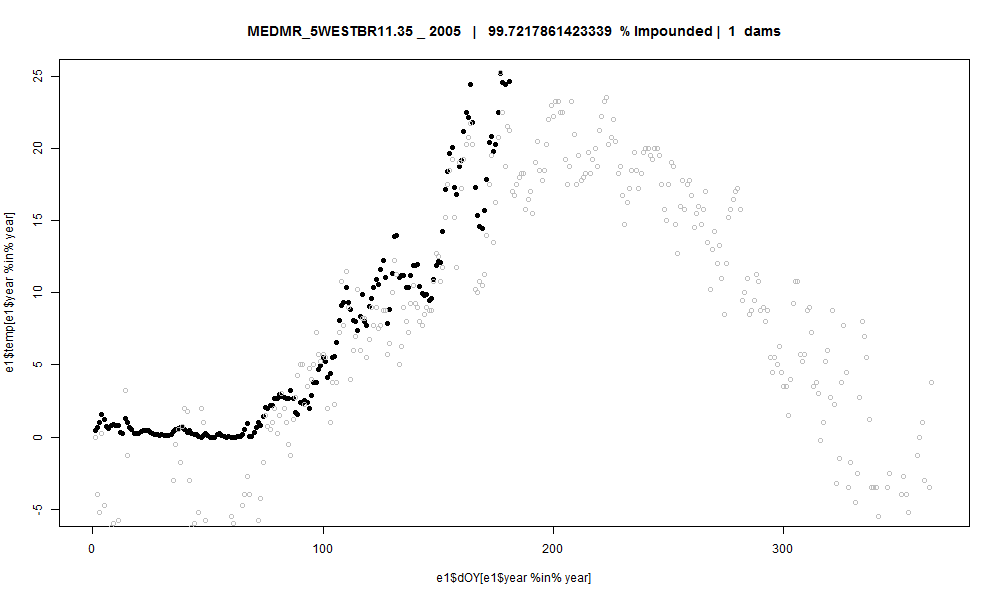 MEDMR_5WESTBR11.35 _ 2005 | 99.7217861423339 % Impounded | 1 dams
25
20
15
10
5
0
-5
e1$temp[e1$year %in% year]
0 100 200 300
e1$dOY[e1$year %in% year]